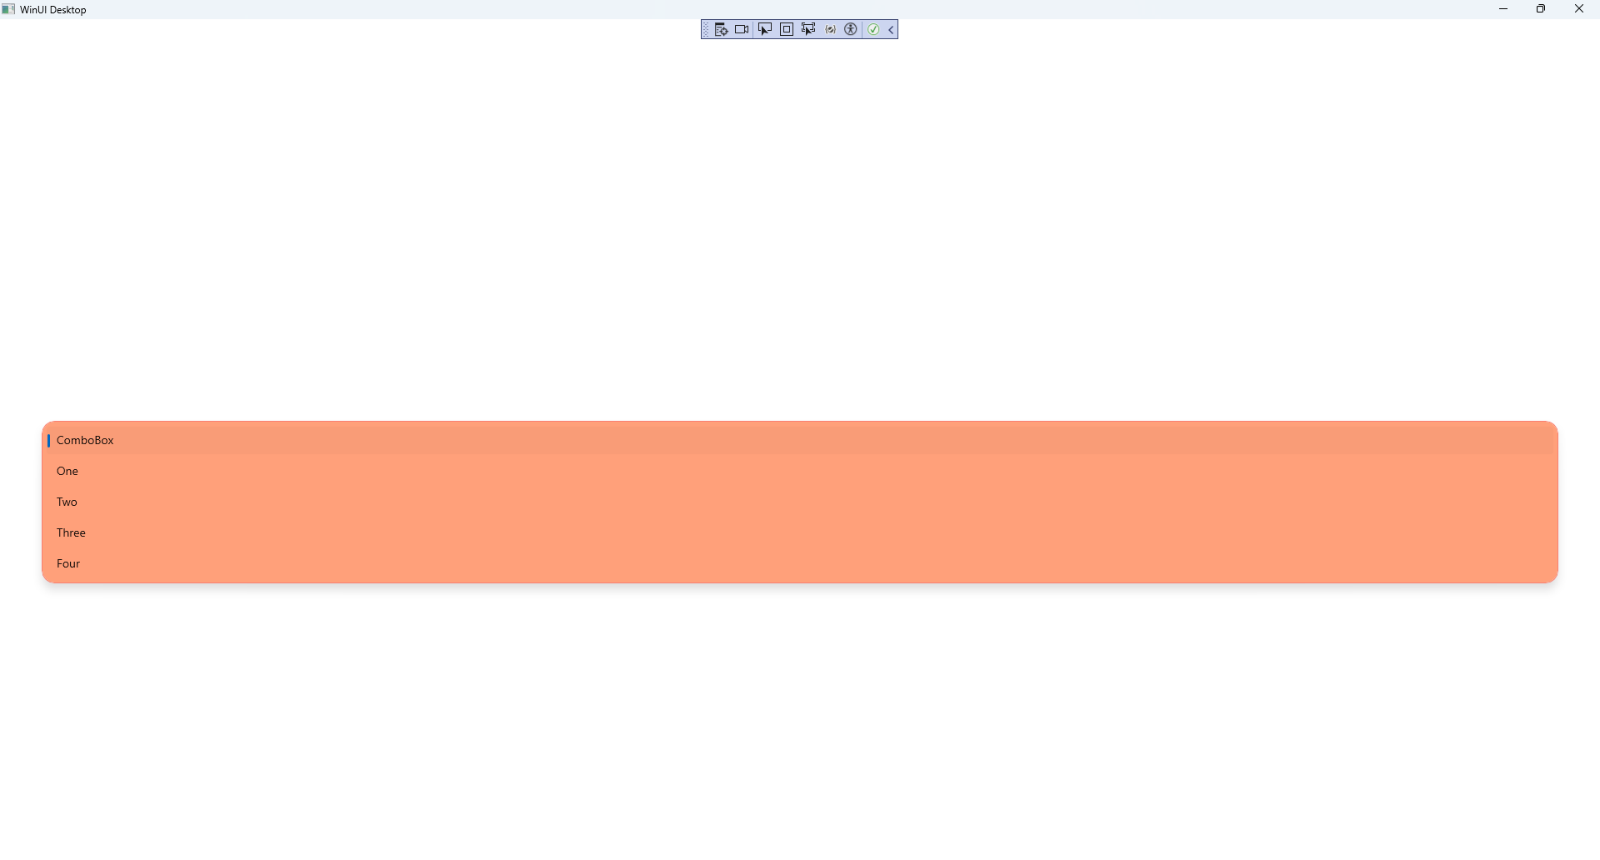 WinUI Desktop
ComboBox
One
Two
Three
Four